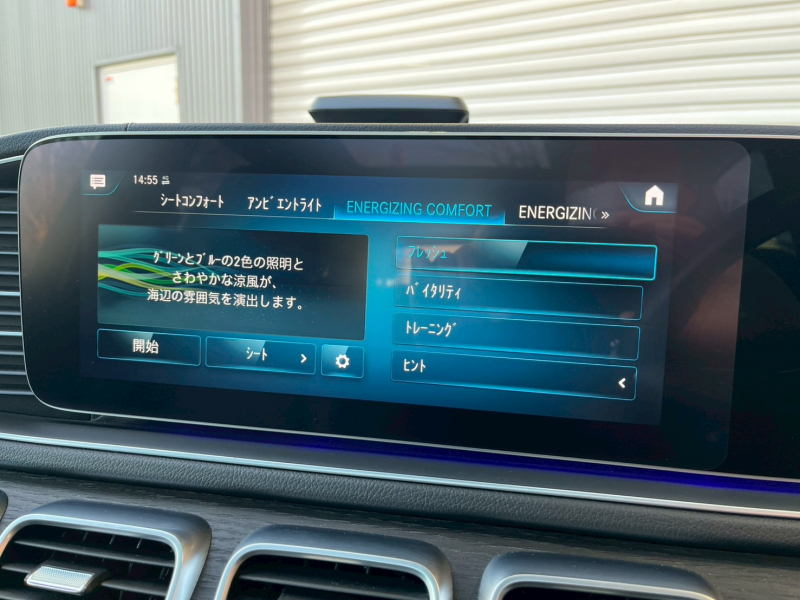 14:55
シートコンフォート アンビエントライト ENERGIZING COMFORT ENERGIZIN »
グリーンとブルーの2色の照明と
さわやかな涼風が、
海辺の雰囲気を演出します。
開始 シート
フレッシュ
バイタリティ
トレーニング
ヒント